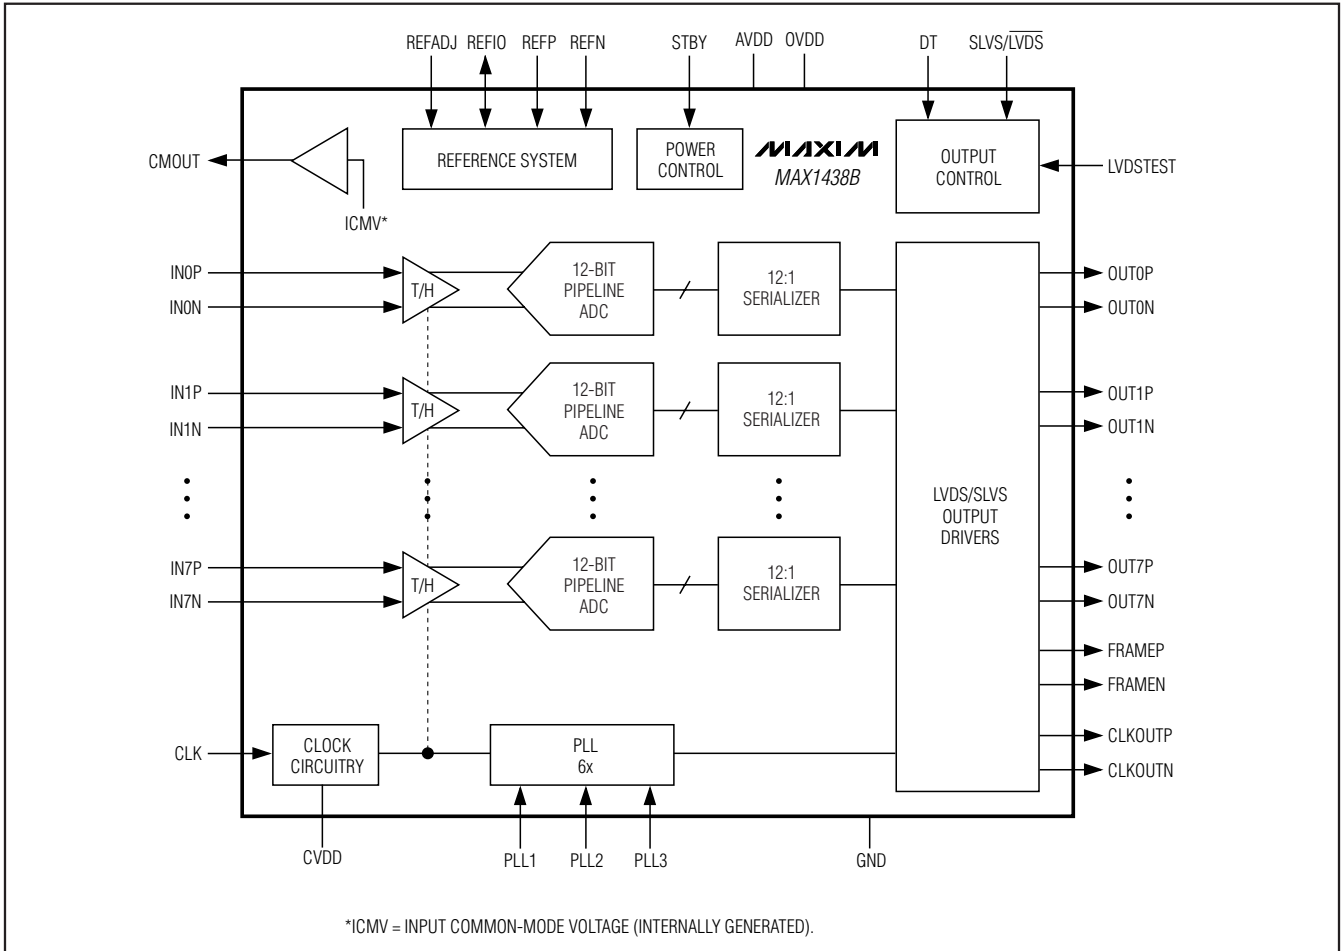 REFADJ REFIO REFP REFN STBY AVDD OVDD DT SLVS/LVDS
CMOUT
ICMV*
REFERENCE SYSTEM
POWER
CONTROL
MAXIM
MAX1438B
OUTPUT
CONTROL
LVDSTEST
IN0P
IN0N
T/H
12-BIT
PIPELINE
ADC
12:1
SERIALIZER
OUT0P
OUT0N
IN1P
IN1N
T/H
12-BIT
PIPELINE
ADC
12:1
SERIALIZER
OUT1P
OUT1N
LVDS/SLVS
OUTPUT
DRIVERS
IN7P
IN7N
T/H
12-BIT
PIPELINE
ADC
12:1
SERIALIZER
OUT7P
OUT7N
FRAMEP
FRAMEN
CLK
CLOCK
CIRCUITRY
PLL
6x
CLKOUTP
CLKOUTN
CVDD PLL1 PLL2 PLL3 GND
*ICMV = INPUT COMMON-MODE VOLTAGE (INTERNALLY GENERATED).